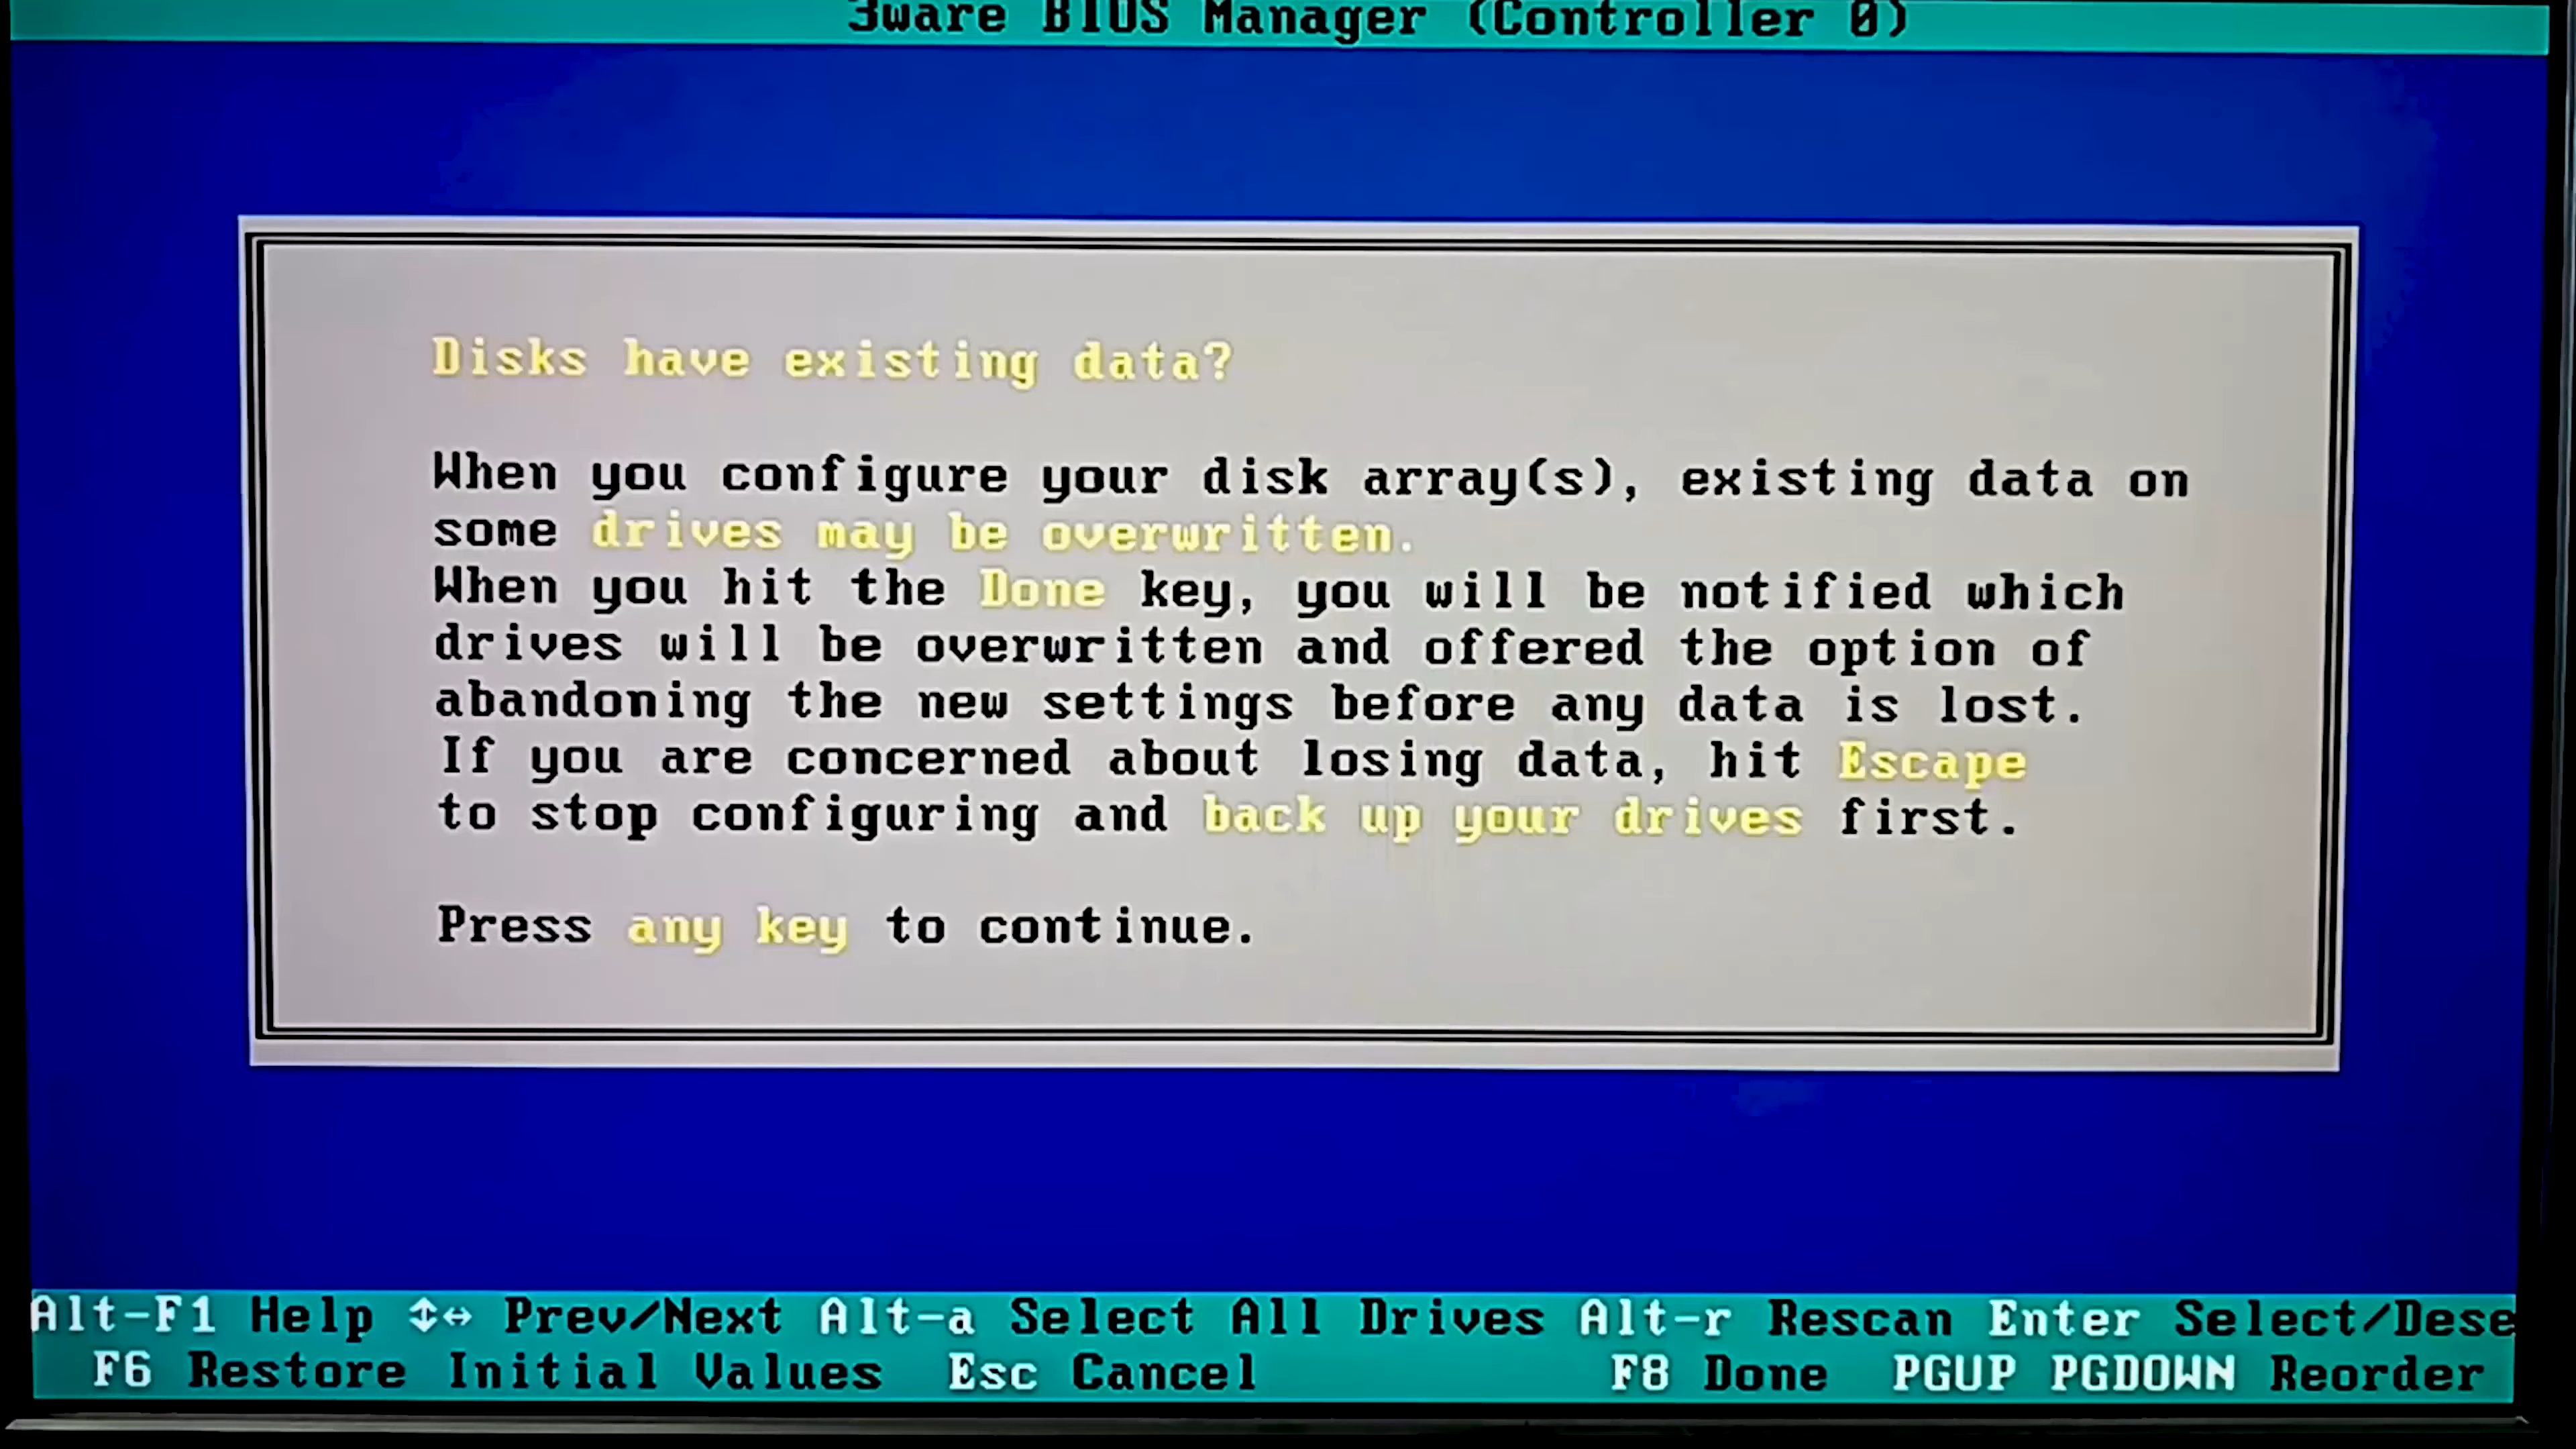 3ware BIOS Manager (Controller 0)
Disks have existing data?
When you configure your disk array(s), existing data on
some drives may be overwritten.
When you hit the Done key, you will be notified which
drives will be overwritten and offered the option of
abandoning the new settings before any data is lost.
If you are concerned about losing data, hit Escape
to stop configuring and back up your drives first.
Press any key to continue.
Alt-F1 Help ↕↔ Prev/Next Alt-a Select All Drives Alt-r Rescan Enter Select/Dese
F6 Restore Initial Values Esc Cancel F8 Done PGUP PGDOWN Reorder